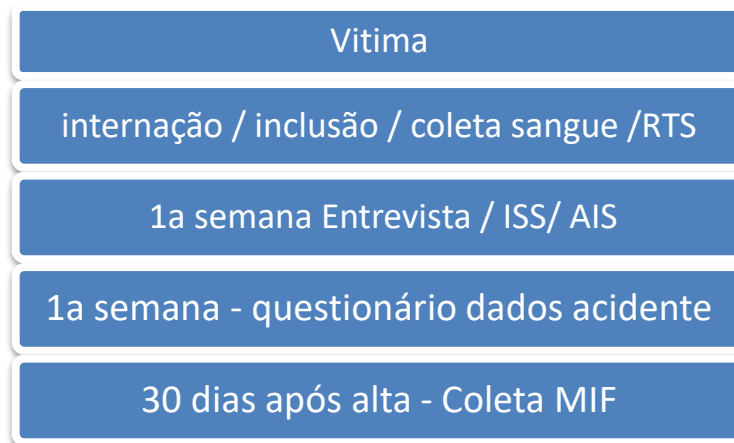 Vitima
internação / inclusão / coleta sangue /RTS
1a semana Entrevista / ISS/ AIS
1a semana - questionário dados acidente
30 dias após alta - Coleta MIF